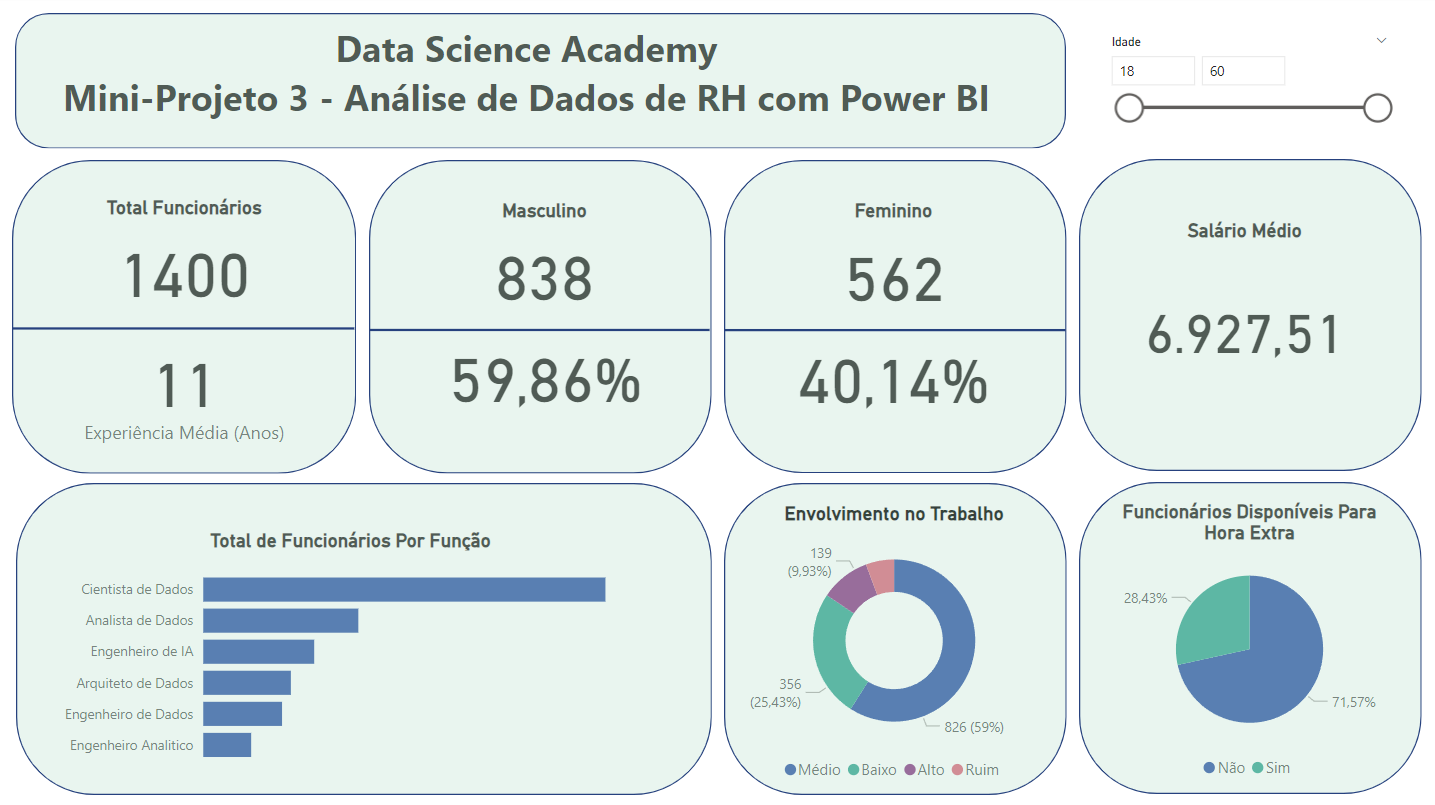 Data Science Academy
Mini-Projeto 3 - Análise de Dados de RH com Power BI
Idade
18
60
Total Funcionários
1400
11
Experiência Média (Anos)
Masculino
838
59,86%
Feminino
562
40,14%
Salário Médio
6.927,51
Total de Funcionários Por Função
Cientista de Dados
Analista de Dados
Engenheiro de IA
Arquiteto de Dados
Engenheiro de Dados
Engenheiro Analitico
Envolvimento no Trabalho
139
(9,93%)
356
(25,43%)
826 (59%)
Médio Baixo Alto Ruim
Funcionários Disponíveis Para
Hora Extra
28,43%
71,57%
Não Sim